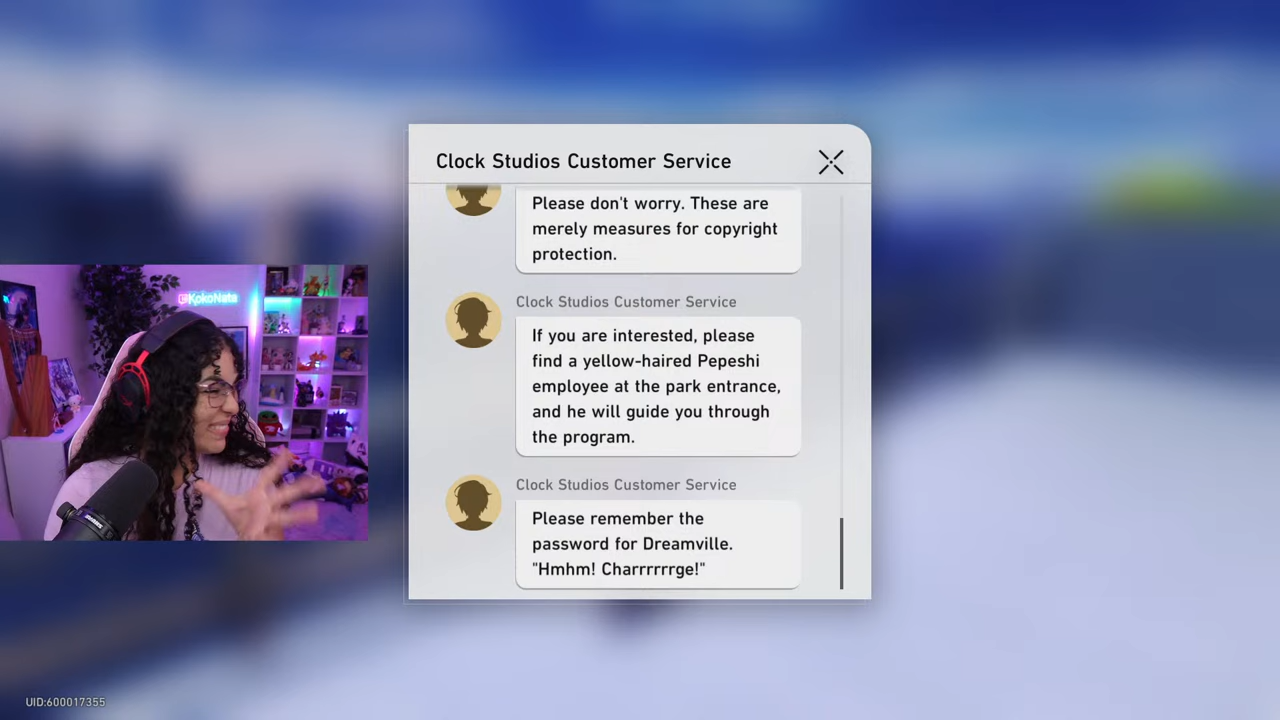 Clock Studios Customer Service
Please don't worry. These are
merely measures for copyright
protection.
Clock Studios Customer Service
If you are interested, please
find a yellow-haired Pepeshi
employee at the park entrance,
and he will guide you through
the program.
Clock Studios Customer Service
Please remember the
password for Dreamville.
"Hmhm! Charrrrrrge!"
KokoNata
UID:600017355